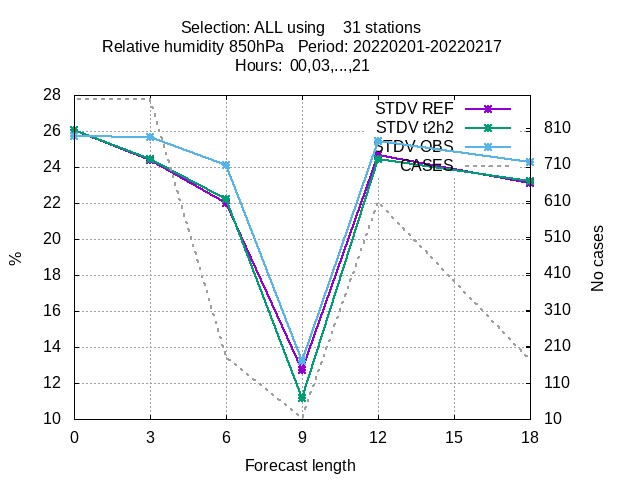 Selection: ALL using    31 stations
Relative humidity 850hPa   Period: 20220201-20220217
Hours: 00,03,...,21
STDV REF
STDV t2h2
STDV OBS
CASES
28
26
24
22
20
18
16
14
12
10
%
810
710
610
510
410
310
210
110
10
No cases
0 3 6 9 12 15 18
Forecast length